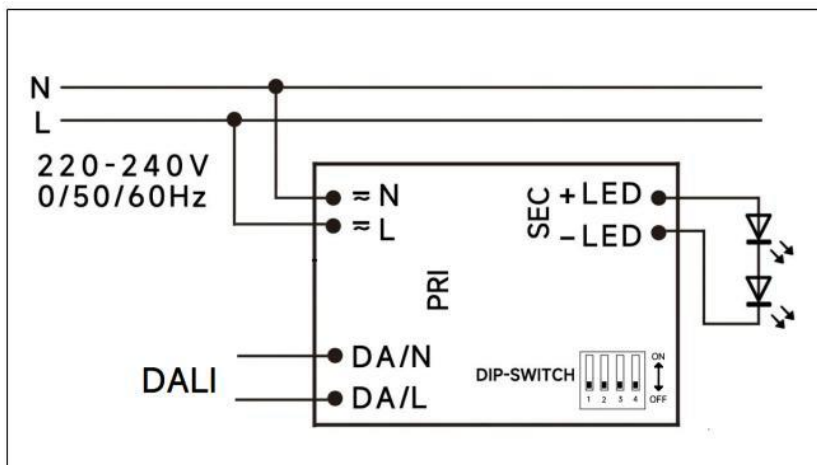 N
L
220-240V
0/50/60Hz
≂ N
≂ L
PRI
SEC
+LED
–LED
DALI
DA/N
DA/L
DIP-SWITCH
1 2 3 4
ON
OFF